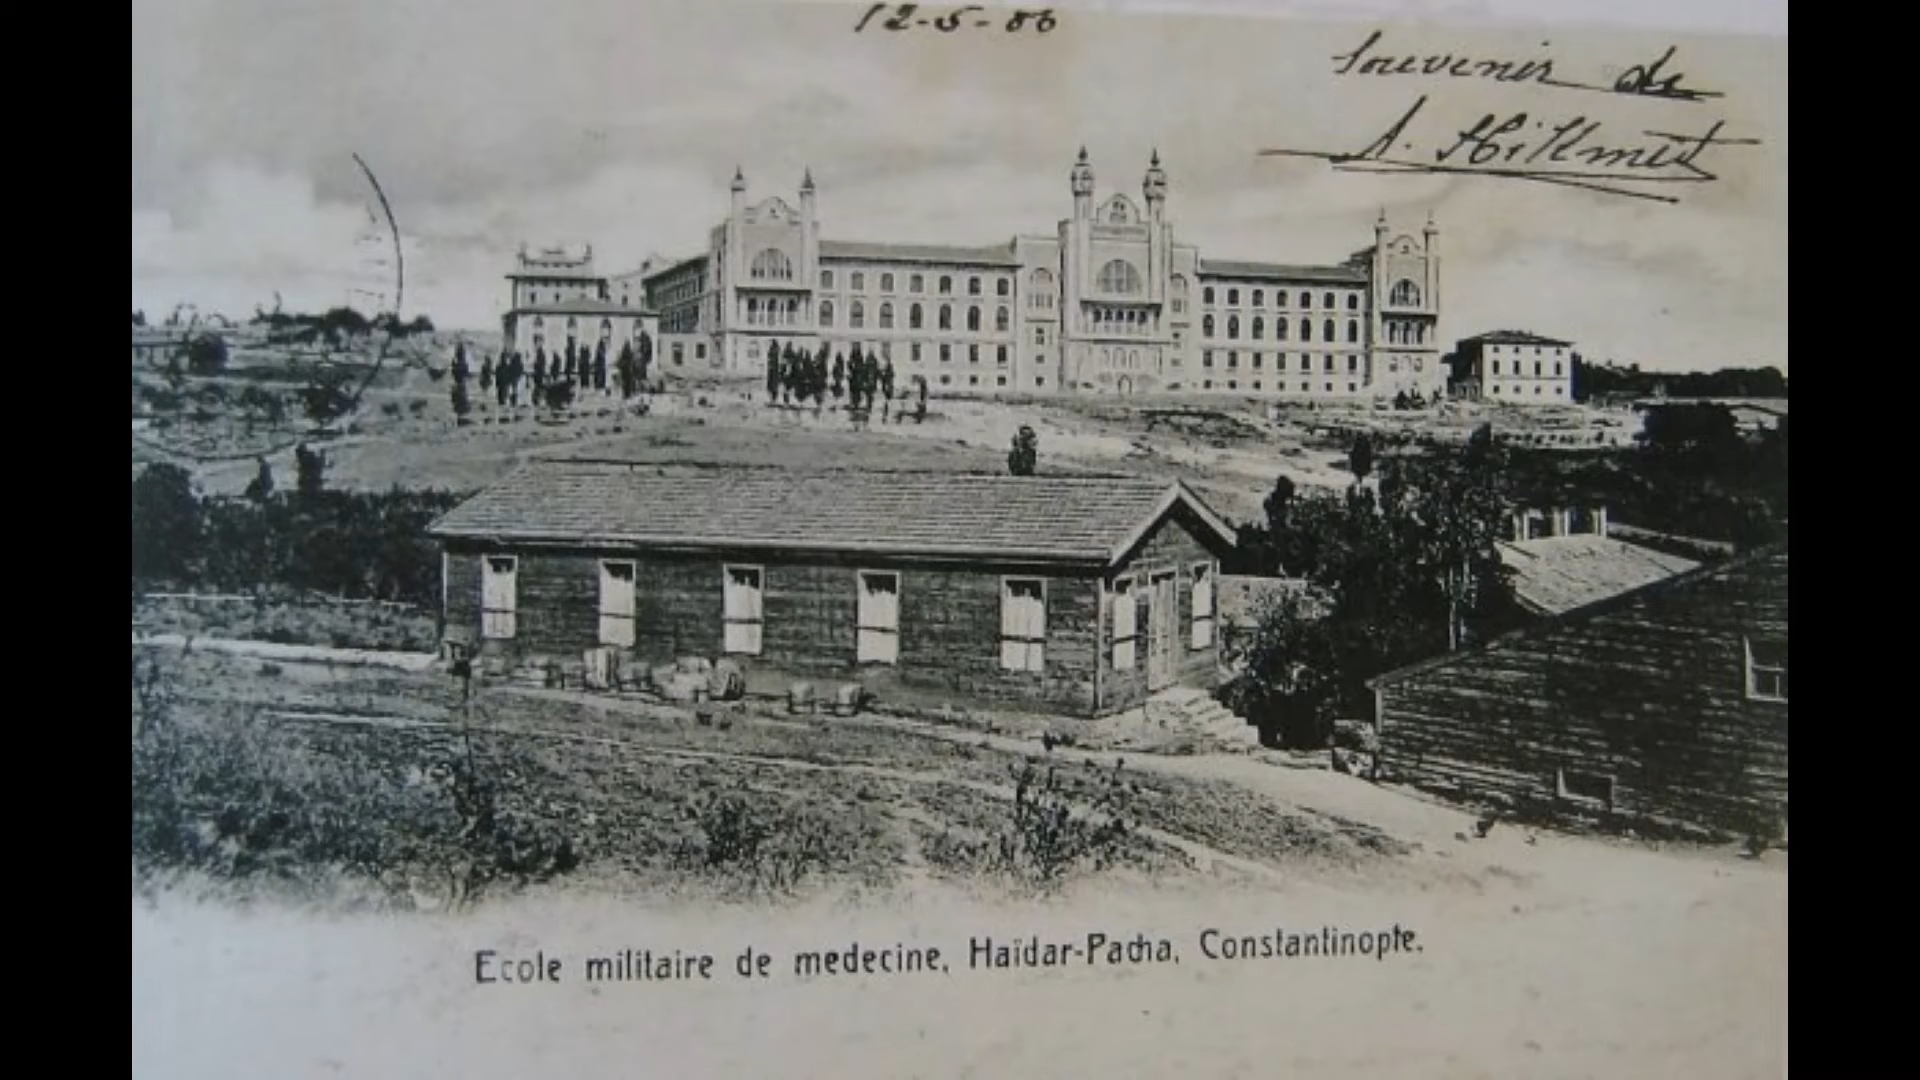 12-5-06
Souvenir de
A. Hikmet
Ecole militaire de medecine, Haïdar-Pacha, Constantinople.